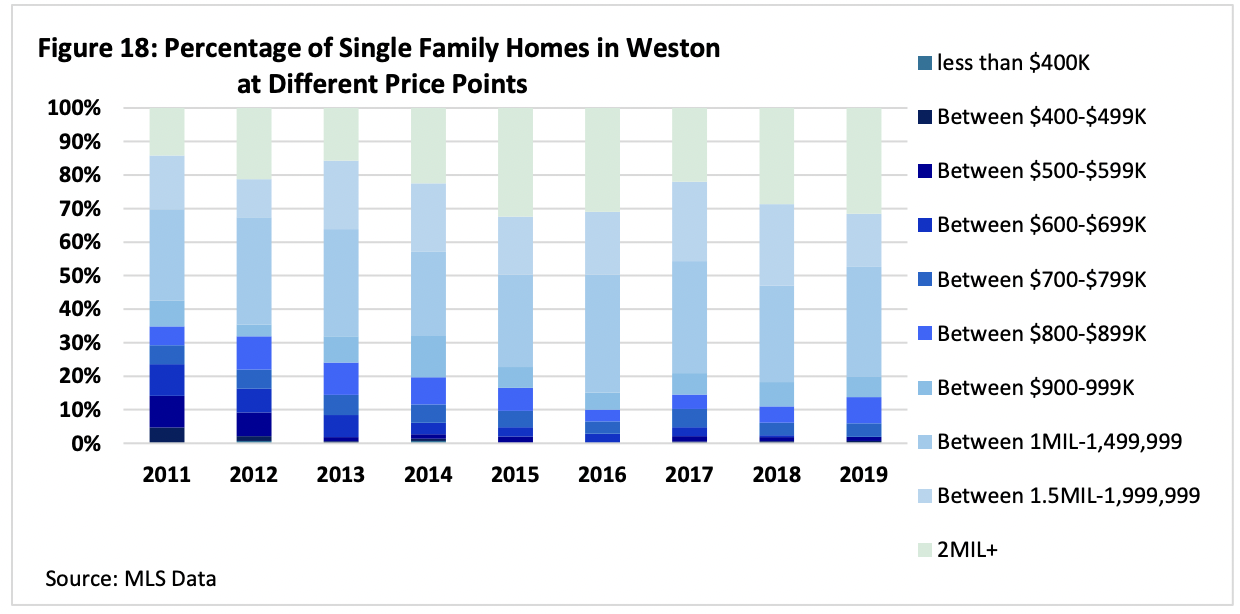 Figure 18: Percentage of Single Family Homes in Weston
at Different Price Points
100%
90%
80%
70%
60%
50%
40%
30%
20%
10%
0%
2011 2012 2013 2014 2015 2016 2017 2018 2019
less than $400K
Between $400-$499K
Between $500-$599K
Between $600-$699K
Between $700-$799K
Between $800-$899K
Between $900-999K
Between 1MIL-1,499,999
Between 1.5MIL-1,999,999
2MIL+
Source: MLS Data